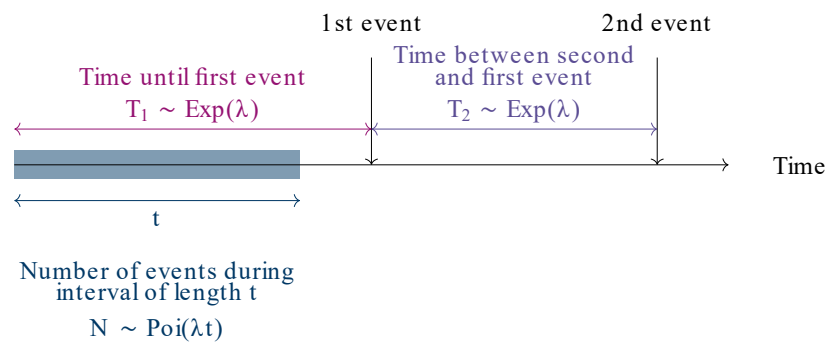 1st event
2nd event
Time until first event
T₁ ~ Exp(λ)
Time between second
and first event
T₂ ~ Exp(λ)
Time
t
Number of events during
interval of length t
N ~ Poi(λt)